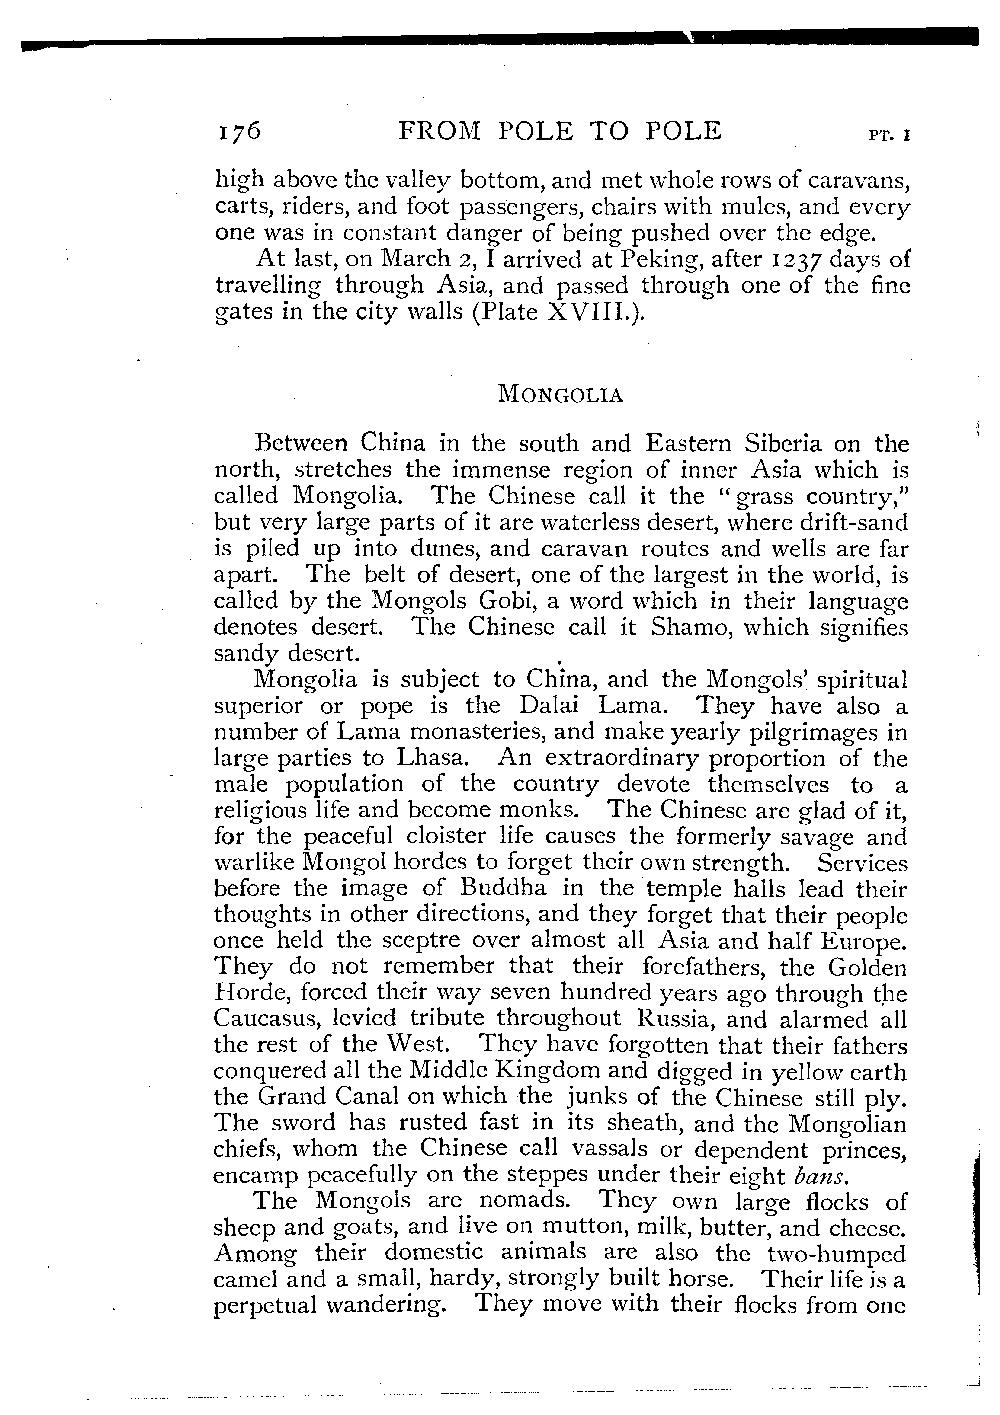 176 FROM POLE TO POLE PT. I
high above the valley bottom, and met whole rows of caravans,
carts, riders, and foot passengers, chairs with mules, and every
one was in constant danger of being pushed over the edge.
At last, on March 2, I arrived at Peking, after 1237 days of
travelling through Asia, and passed through one of the fine
gates in the city walls (Plate XVIII.).
MONGOLIA
Between China in the south and Eastern Siberia on the
north, stretches the immense region of inner Asia which is
called Mongolia. The Chinese call it the "grass country,"
but very large parts of it are waterless desert, where drift-sand
is piled up into dunes, and caravan routes and wells are far
apart. The belt of desert, one of the largest in the world, is
called by the Mongols Gobi, a word which in their language
denotes desert. The Chinese call it Shamo, which signifies
sandy desert.
Mongolia is subject to China, and the Mongols' spiritual
superior or pope is the Dalai Lama. They have also a
number of Lama monasteries, and make yearly pilgrimages in
large parties to Lhasa. An extraordinary proportion of the
male population of the country devote themselves to a
religious life and become monks. The Chinese are glad of it,
for the peaceful cloister life causes the formerly savage and
warlike Mongol hordes to forget their own strength. Services
before the image of Buddha in the temple halls lead their
thoughts in other directions, and they forget that their people
once held the sceptre over almost all Asia and half Europe.
They do not remember that their forefathers, the Golden
Horde, forced their way seven hundred years ago through the
Caucasus, levied tribute throughout Russia, and alarmed all
the rest of the West. They have forgotten that their fathers
conquered all the Middle Kingdom and digged in yellow earth
the Grand Canal on which the junks of the Chinese still ply.
The sword has rusted fast in its sheath, and the Mongolian
chiefs, whom the Chinese call vassals or dependent princes,
encamp peacefully on the steppes under their eight bans.
The Mongols are nomads. They own large flocks of
sheep and goats, and live on mutton, milk, butter, and cheese.
Among their domestic animals are also the two-humped
camel and a small, hardy, strongly built horse. Their life is a
perpetual wandering. They move with their flocks from one